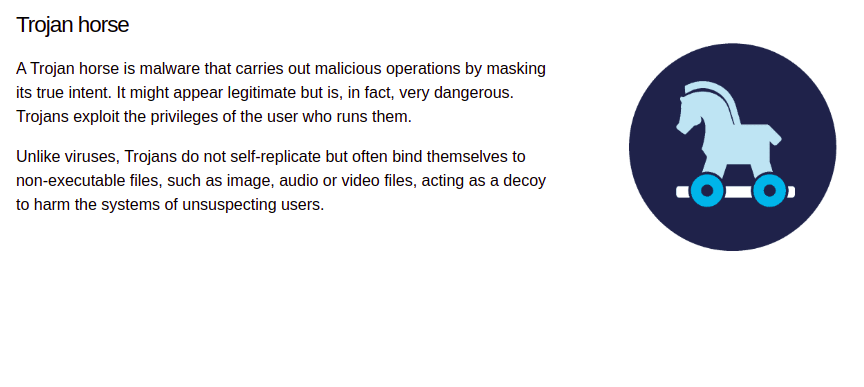 Trojan horse
A Trojan horse is malware that carries out malicious operations by masking
its true intent. It might appear legitimate but is, in fact, very dangerous.
Trojans exploit the privileges of the user who runs them.
Unlike viruses, Trojans do not self-replicate but often bind themselves to
non-executable files, such as image, audio or video files, acting as a decoy
to harm the systems of unsuspecting users.